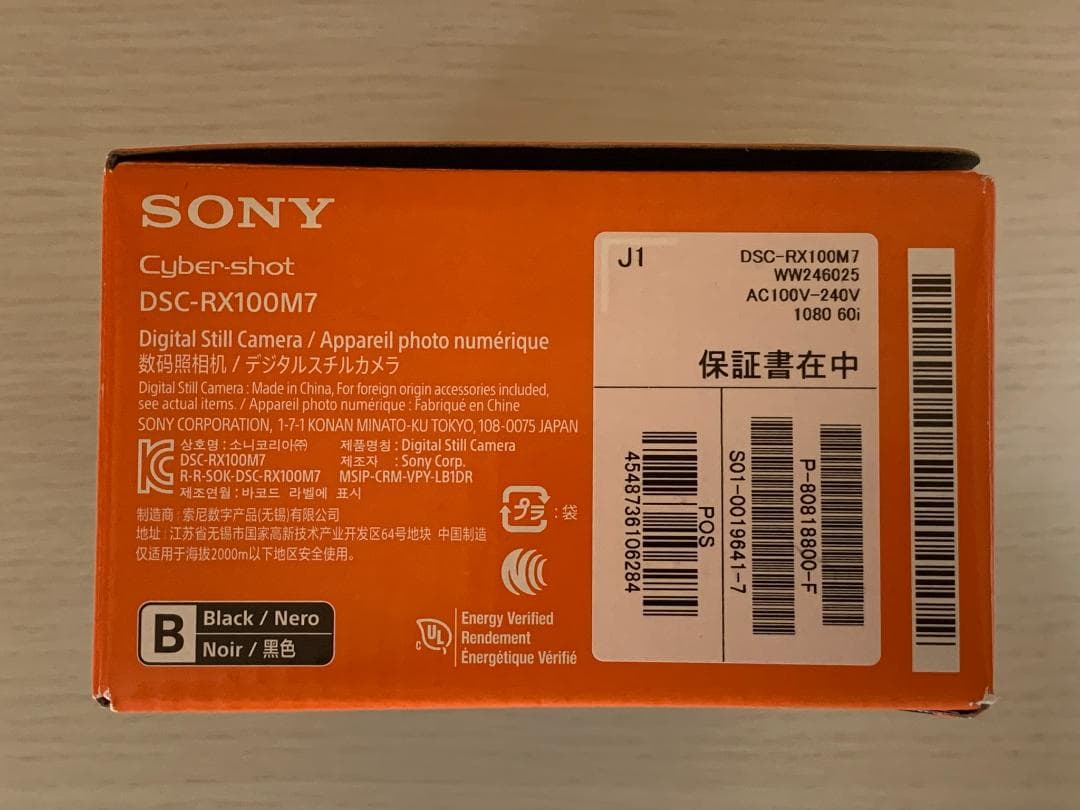 SONY
Cyber-shot
DSC-RX100M7
Digital Still Camera / Appareil photo numérique
数码照相机 / デジタルスチルカメラ
Digital Still Camera : Made in China, For foreign origin accessories included,
see actual items. / Appareil photo numérique : Fabriqué en Chine
SONY CORPORATION, 1-7-1 KONAN MINATO-KU TOKYO, 108-0075 JAPAN
상호명 : 소니코리아㈜ 제품명칭 : Digital Still Camera
DSC-RX100M7 제조자 : Sony Corp.
R-R-SOK-DSC-RX100M7 MSIP-CRM-VPY-LB1DR
제조연월 : 바코드 라벨에 표시
制造商 : 索尼数字产品(无锡)有限公司
地址 : 江苏省无锡市国家高新技术产业开发区64号地块 中国制造
仅适用于海拔2000m以下地区安全使用。
プラ : 袋
B Black / Nero
Noir / 黑色
c UL Energy Verified
Rendement
Énergétique Vérifié
J1 DSC-RX100M7
WW246025
AC100V-240V
1080 60i
保証書在中
4548736106284
POS
S01-0019641-7
P-80818800-F